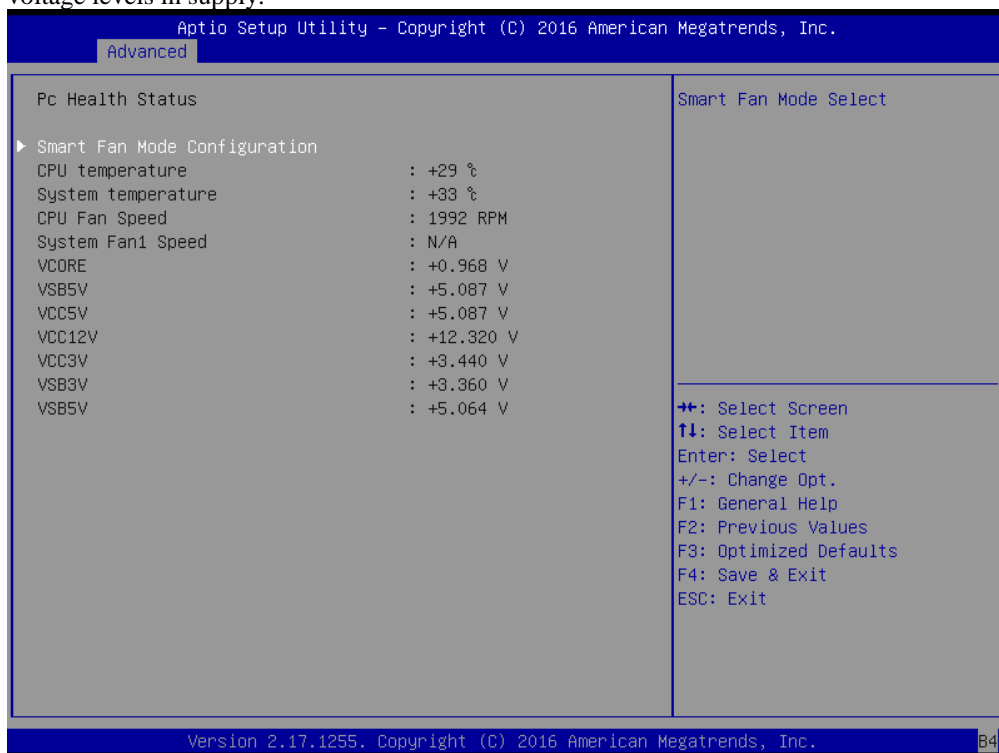 voltage levels in supply.
Aptio Setup Utility – Copyright (C) 2016 American Megatrends, Inc.
Advanced
Pc Health Status
Smart Fan Mode Configuration
CPU temperature : +29 ℃
System temperature : +33 ℃
CPU Fan Speed : 1992 RPM
System Fan1 Speed : N/A
VCORE : +0.968 V
VSB5V : +5.087 V
VCC5V : +5.087 V
VCC12V : +12.320 V
VCC3V : +3.440 V
VSB3V : +3.360 V
VSB5V : +5.064 V
Smart Fan Mode Select
→←: Select Screen
↑↓: Select Item
Enter: Select
+/-: Change Opt.
F1: General Help
F2: Previous Values
F3: Optimized Defaults
F4: Save & Exit
ESC: Exit
Version 2.17.1255. Copyright (C) 2016 American Megatrends, Inc.
B4